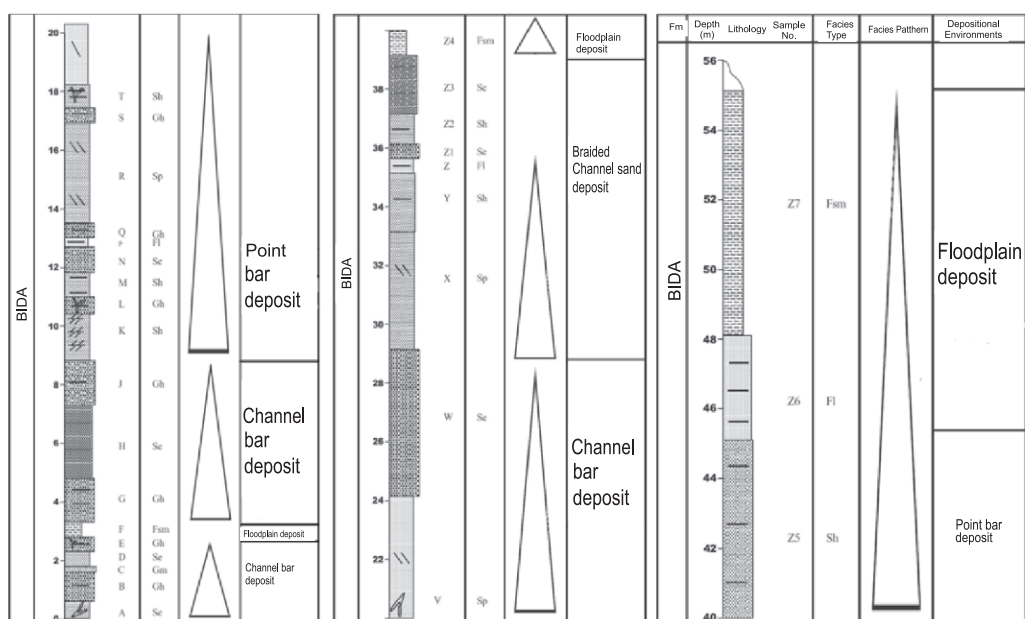 20
18
16
14
12
10
8
6
4
2
0
BIDA
T Sh
S Gh
R Sp
Q Gh
P Fl
N Se
M Sh
L Gh
K Sh
J Gh
H Se
G Gh
F Fsm
E Gh
D Se
C Gm
B Gh
A Se
Point
bar
deposit
Channel
bar
deposit
Floodplain deposit
Channel bar
deposit
38
36
34
32
30
28
26
24
22
BIDA
Z4 Fsm
Z3 Se
Z2 Sh
Z1 Se
Z Fl
Y Sh
X Sp
W Se
V Sp
Floodplain
deposit
Braided
Channel sand
deposit
Channel
bar
deposit
Fm Depth (m) Lithology Sample No. Facies Type Facies Patthern Depositional Environments
56
54
52
50
48
46
44
42
40
BIDA
Z7 Fsm
Z6 Fl
Z5 Sh
Floodplain
deposit
Point bar
deposit